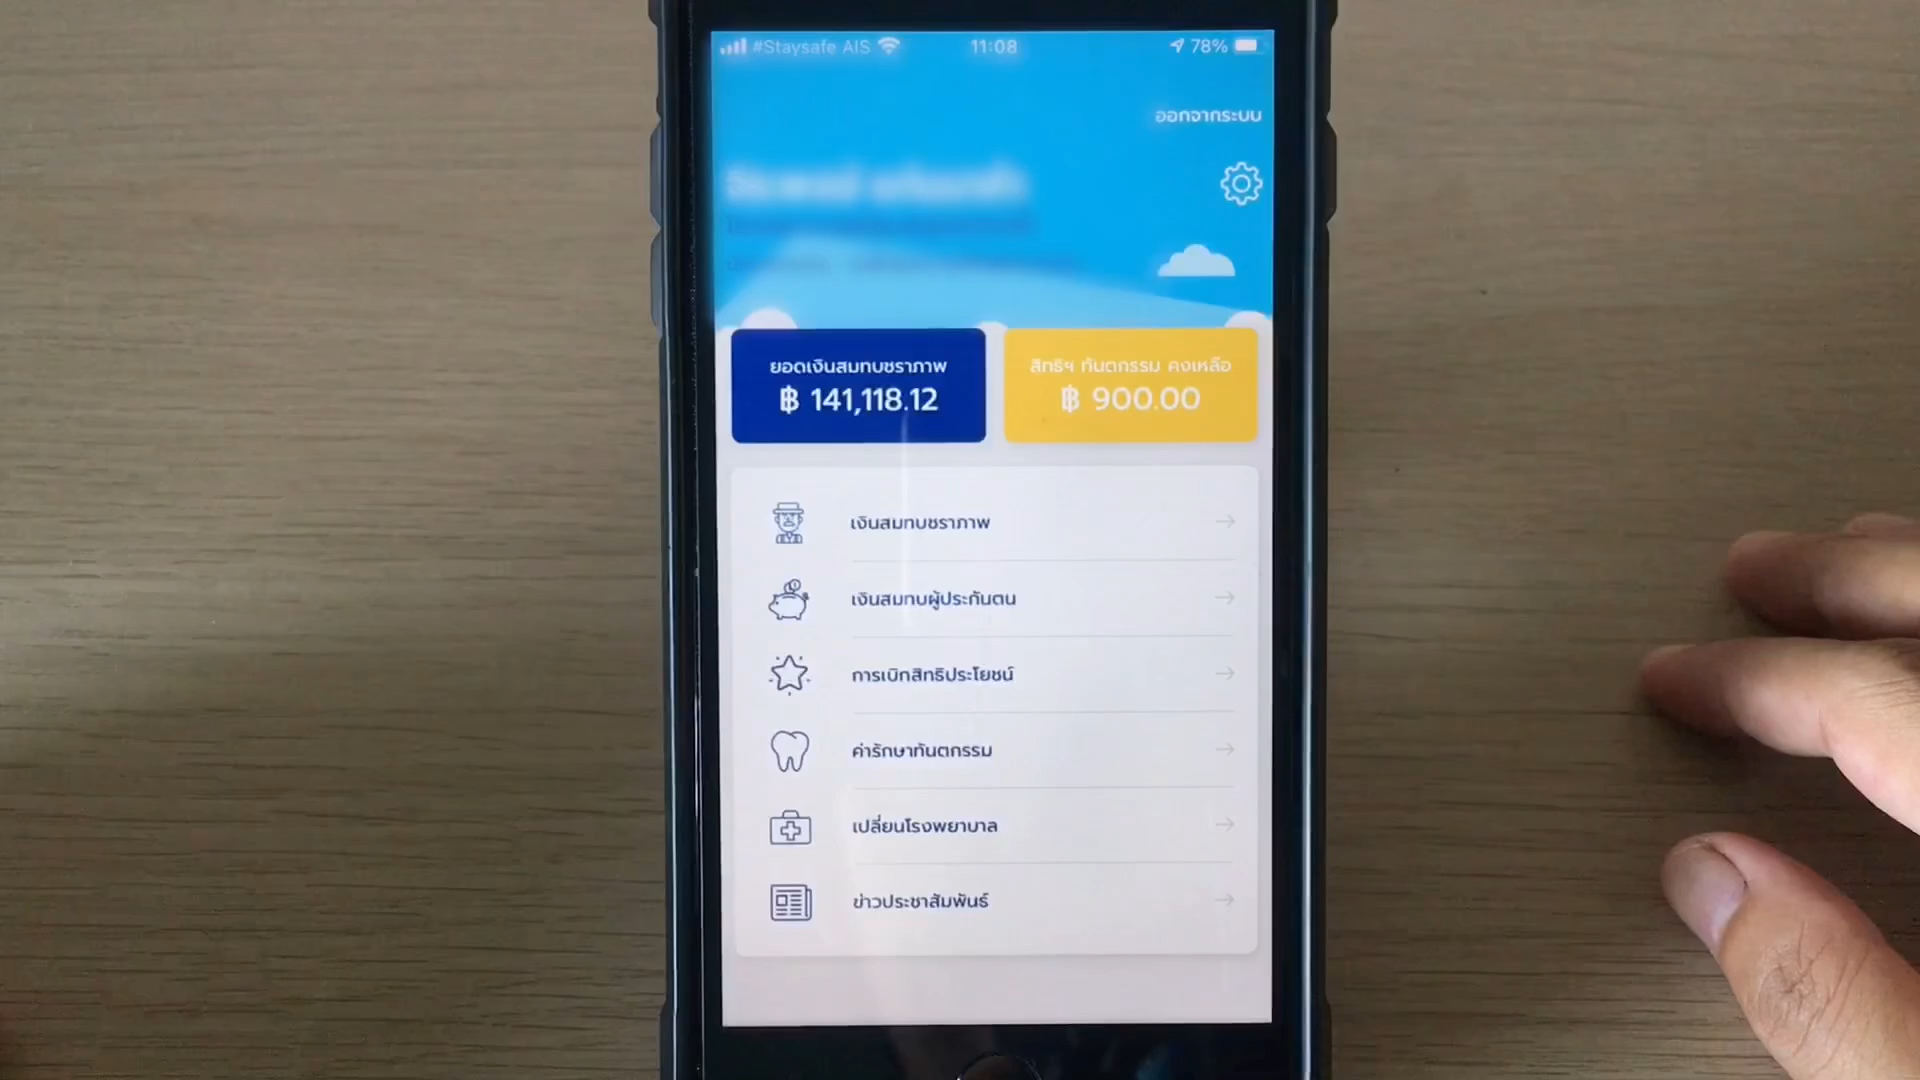 #Staysafe AIS 11:08 78%
ออกจากระบบ
ยอดเงินสมทบชราภาพ
฿ 141,118.12
สิทธิฯ ทันตกรรม คงเหลือ
฿ 900.00
เงินสมทบชราภาพ
เงินสมทบผู้ประกันตน
การเบิกสิทธิประโยชน์
ค่ารักษาทันตกรรม
เปลี่ยนโรงพยาบาล
ข่าวประชาสัมพันธ์